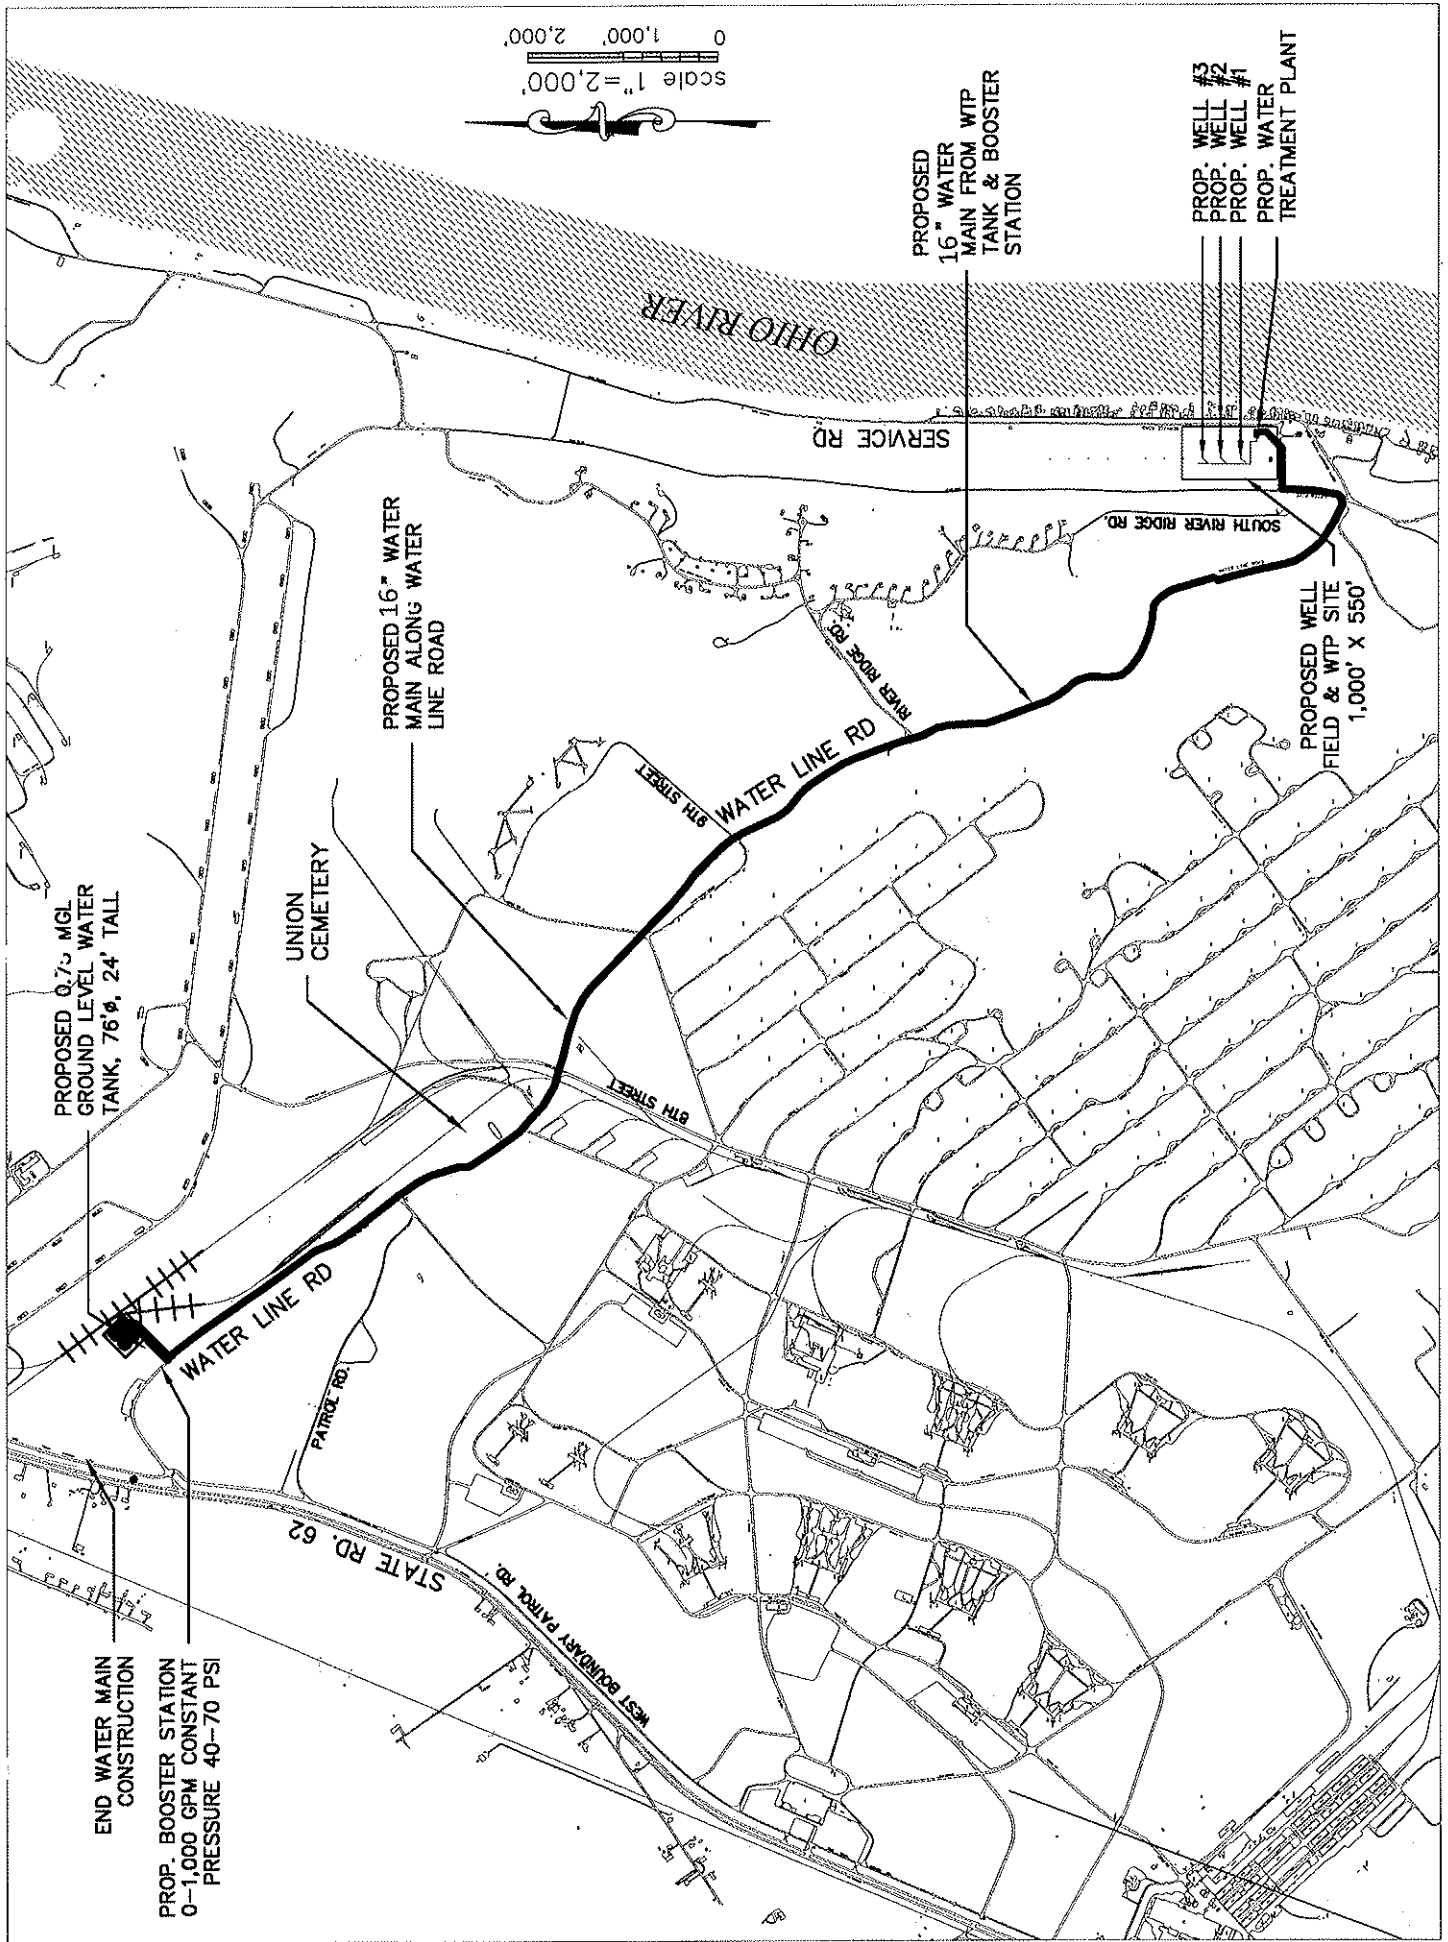 END WATER MAIN
CONSTRUCTION
PROP. BOOSTER STATION
0-1,000 GPM CONSTANT
PRESSURE 40-70 PSI
PROPOSED
GROUND LEVEL WATER
TANK, 76'ø, 24' TALL
UNION
CEMETERY
PROPOSED 16" WATER
MAIN ALONG WATER
LINE ROAD
PROPOSED
16" WATER
MAIN FROM WTP
TANK & BOOSTER
STATION
PROP. WELL #3
PROP. WELL #2
PROP. WELL #1
PROP. WATER
TREATMENT PLANT
PROPOSED WELL
FIELD & WTP SITE
1,000' X 550'
scale 1"=2,000'
0 1,000' 2,000'
OHIO RIVER
SERVICE RD
SOUTH RIVER RIDGE RD.
RIVER RIDGE RD.
WATER LINE RD
9TH STREET
8TH STREET
WATER LINE RD
PATROL RD.
STATE RD. 62
WEST BOUNDARY PATROL RD.